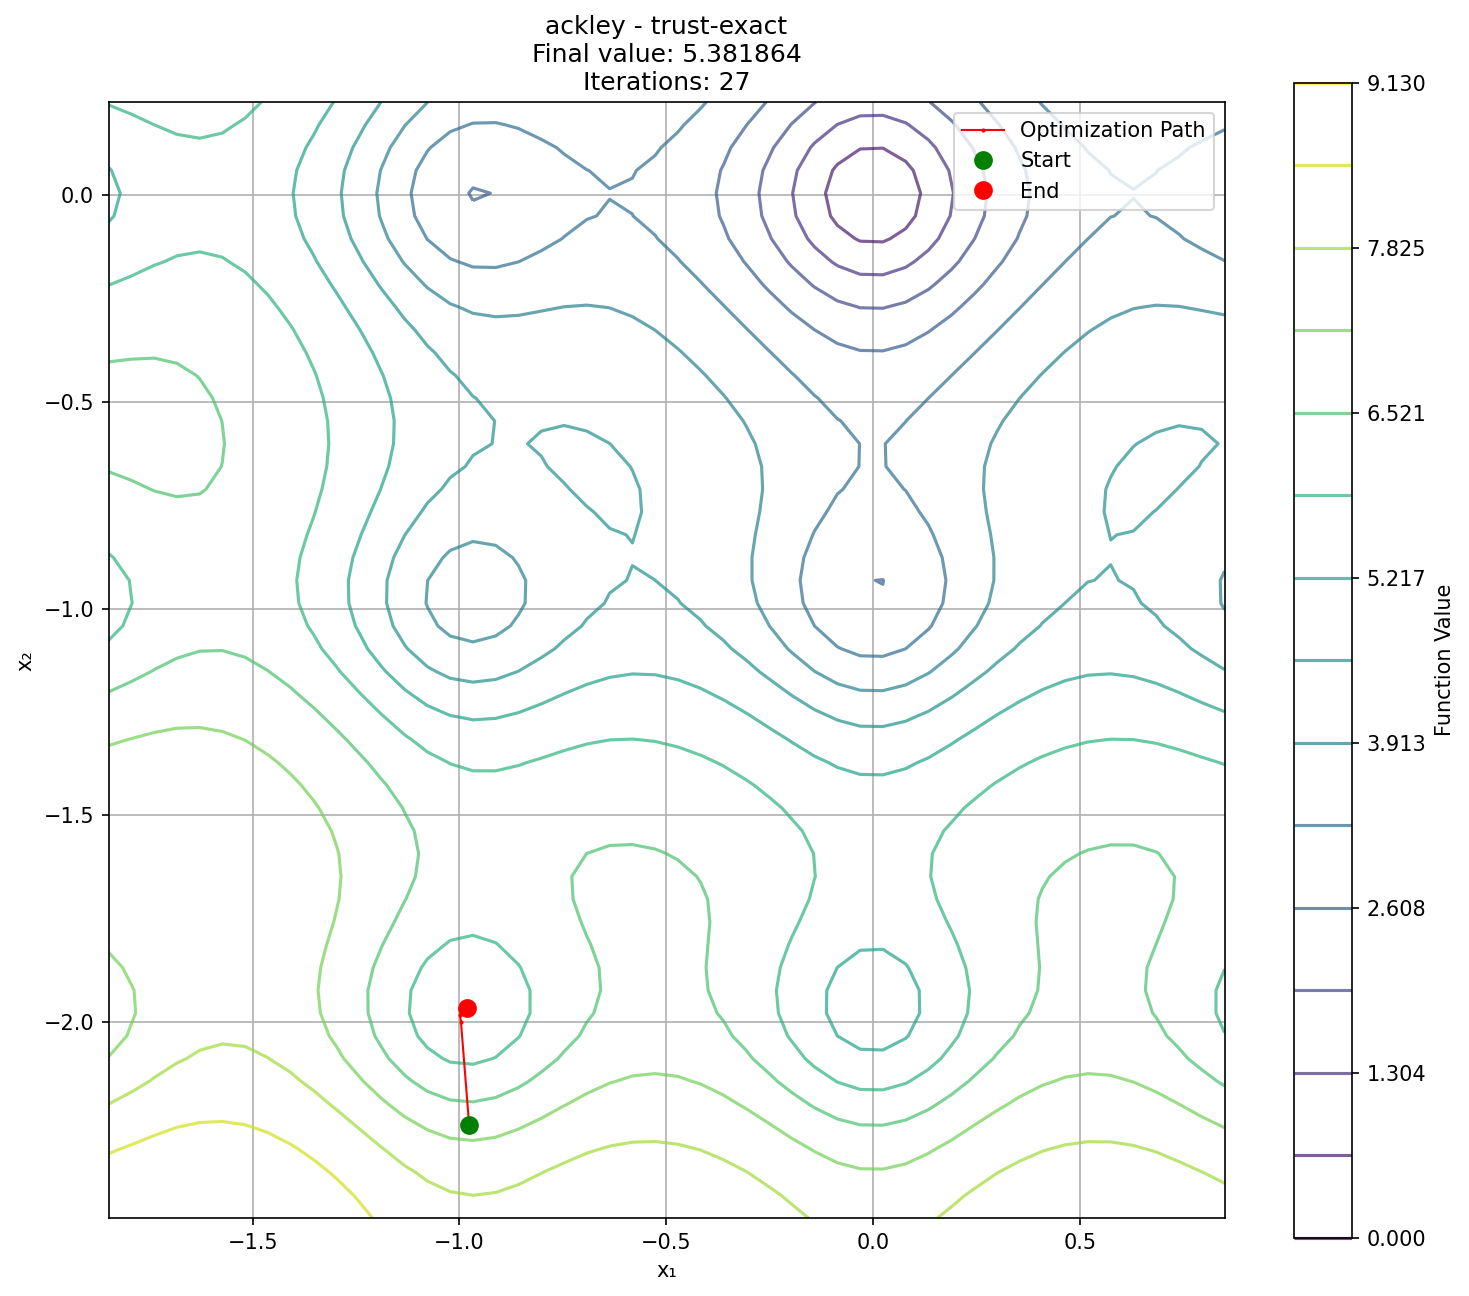 ackley - trust-exact
Final value: 5.381864
Iterations: 27
Optimization Path
Start
End
0.0
−0.5
−1.0
−1.5
−2.0
x₂
−1.5
−1.0
−0.5
0.0
0.5
x₁
9.130
7.825
6.521
5.217
3.913
2.608
1.304
0.000
Function Value